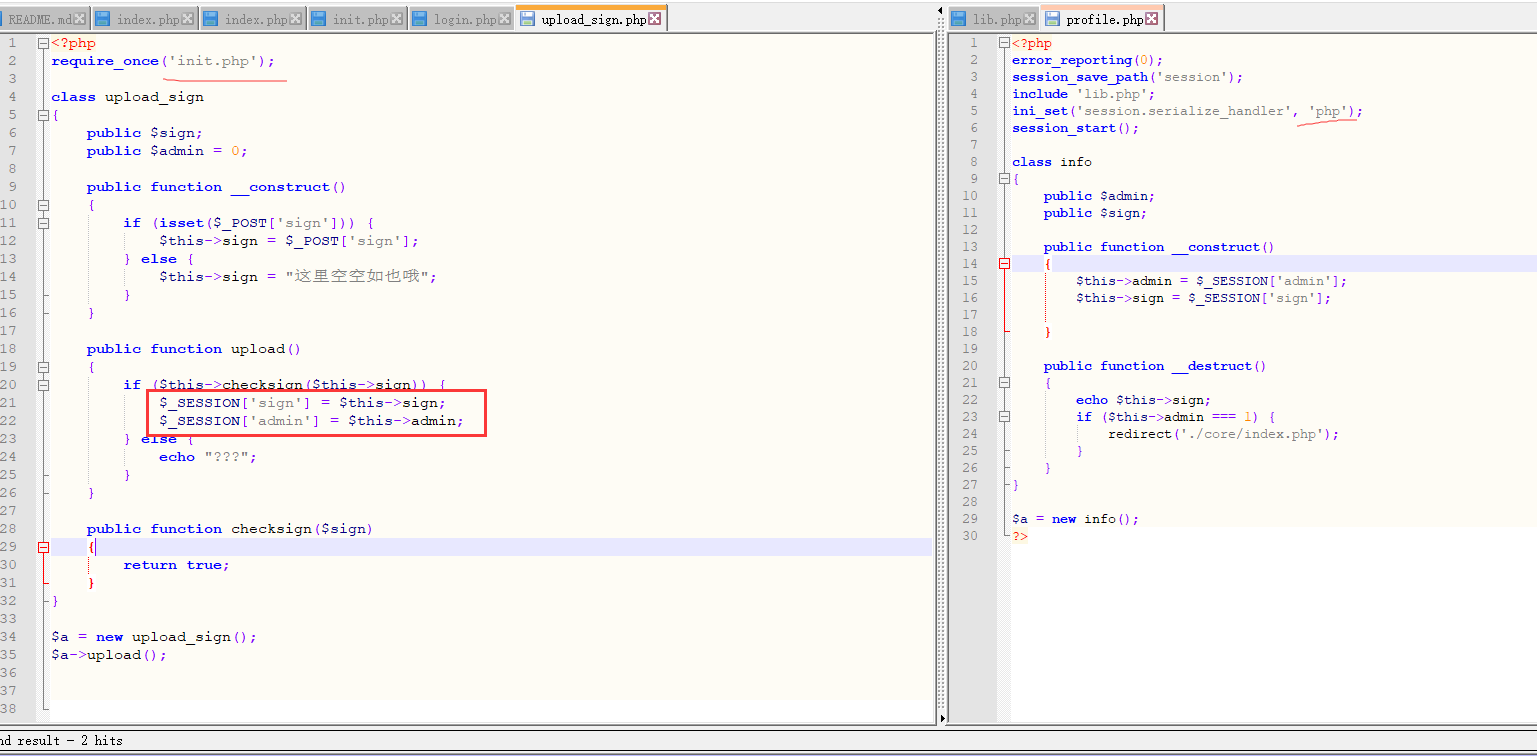 README.md index.php index.php init.php login.php upload_sign.php
1 <?php
2 require_once('init.php');
3
4 class upload_sign
5 {
6 public $sign;
7 public $admin = 0;
8
9 public function __construct()
10 {
11 if (isset($_POST['sign'])) {
12 $this->sign = $_POST['sign'];
13 } else {
14 $this->sign = "这里空空如也哦";
15 }
16 }
17
18 public function upload()
19 {
20 if ($this->checksign($this->sign)) {
21 $_SESSION['sign'] = $this->sign;
22 $_SESSION['admin'] = $this->admin;
23 } else {
24 echo "???";
25 }
26 }
27
28 public function checksign($sign)
29 {
30 return true;
31 }
32 }
33
34 $a = new upload_sign();
35 $a->upload();
36
37
38
lib.php profile.php
1 <?php
2 error_reporting(0);
3 session_save_path('session');
4 include 'lib.php';
5 ini_set('session.serialize_handler', 'php');
6 session_start();
7
8 class info
9 {
10 public $admin;
11 public $sign;
12
13 public function __construct()
14 {
15 $this->admin = $_SESSION['admin'];
16 $this->sign = $_SESSION['sign'];
17
18 }
19
20 public function __destruct()
21 {
22 echo $this->sign;
23 if ($this->admin === 1) {
24 redirect('./core/index.php');
25 }
26 }
27 }
28
29 $a = new info();
30 ?>
nd result - 2 hits